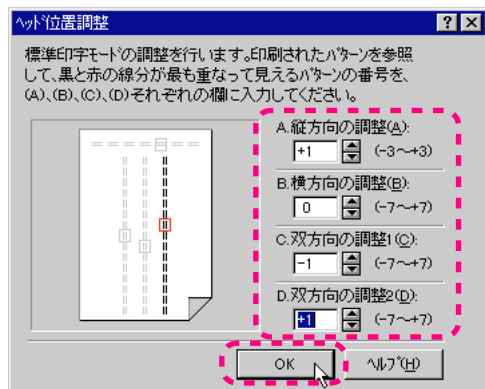 ﾍｯﾄﾞ位置調整
標準印字ﾓｰﾄﾞの調整を行います｡印刷されたﾊﾟﾀｰﾝを参照
して､黒と赤の線分が最も重なって見えるﾊﾟﾀｰﾝの番号を､
(A)､(B)､(C)､(D)それぞれの欄に入力してください｡
A.縦方向の調整(A):
+1 (-3～+3)
B.横方向の調整(B):
0 (-7～+7)
C.双方向の調整1(C):
-1 (-7～+7)
D.双方向の調整2(D):
+1 (-7～+7)
OK ﾍﾙﾌﾟ(H)